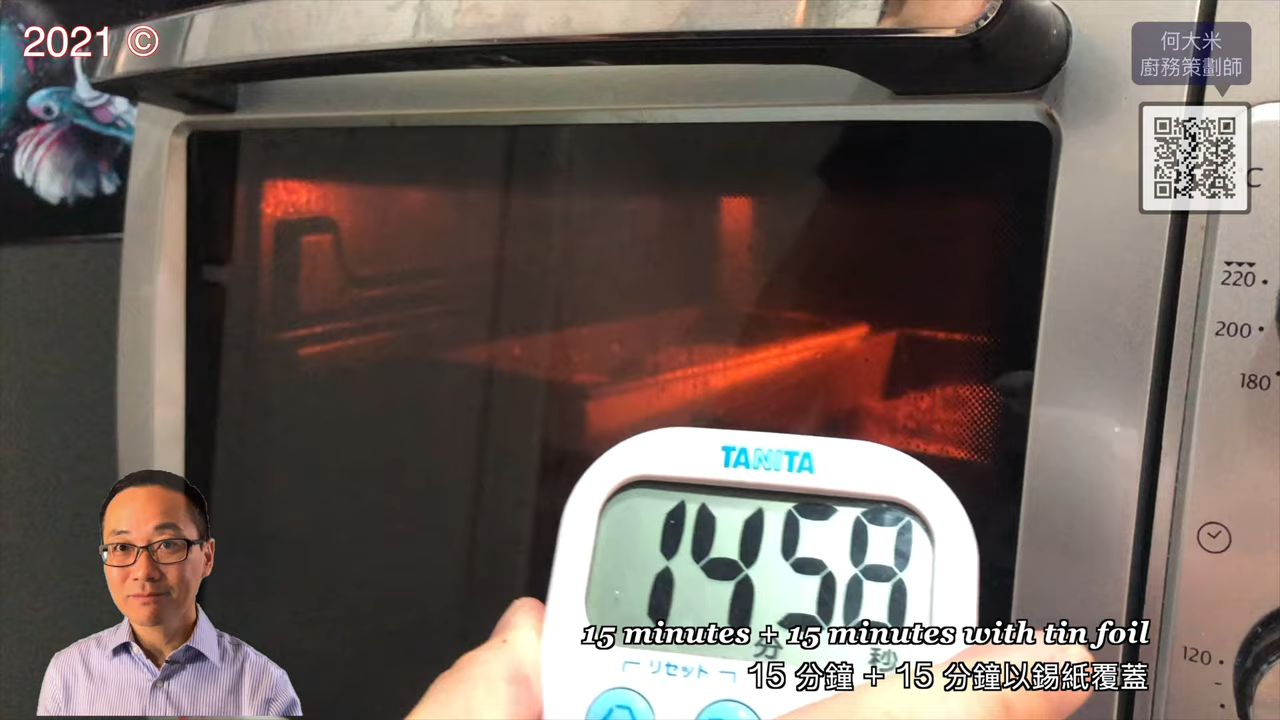 2021 ©
何大米
廚務策劃師
C
220
200
180
120
TANITA
14 58
分 秒
リセット
15 minutes + 15 minutes with tin foil
15 分鐘 + 15 分鐘以錫紙覆蓋